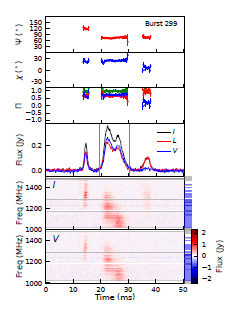 Burst 299
Ψ (°)
150
120
90
60
30
χ (°)
30
0
−30
Π
1.0
0.5
0.0
−0.5
−1.0
Flux (Jy)
0.2
0.0
I
L
V
Freq (MHz)
1400
1200
1000
I
Freq (MHz)
1400
1200
1000
V
0 10 20 30 40 50
Time (ms)
2
1
0
−1
−2
Flux (Jy)